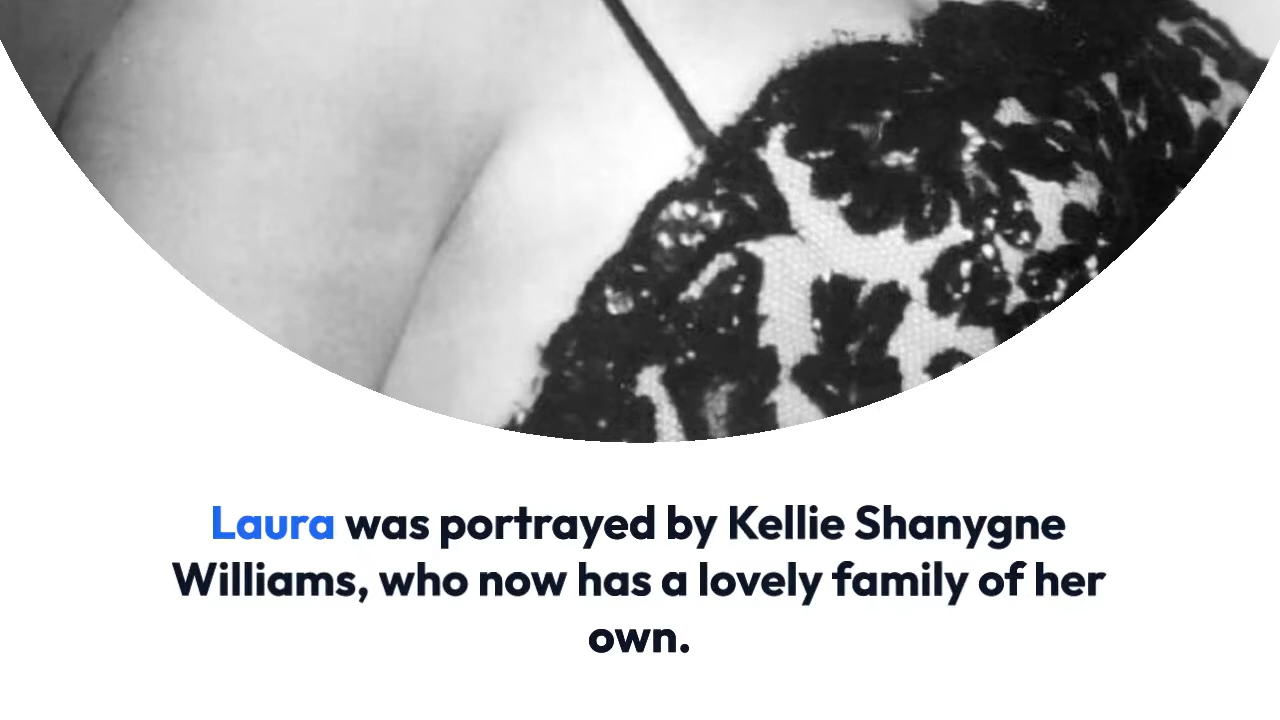 Laura was portrayed by Kellie Shanygne
Williams, who now has a lovely family of her
own.